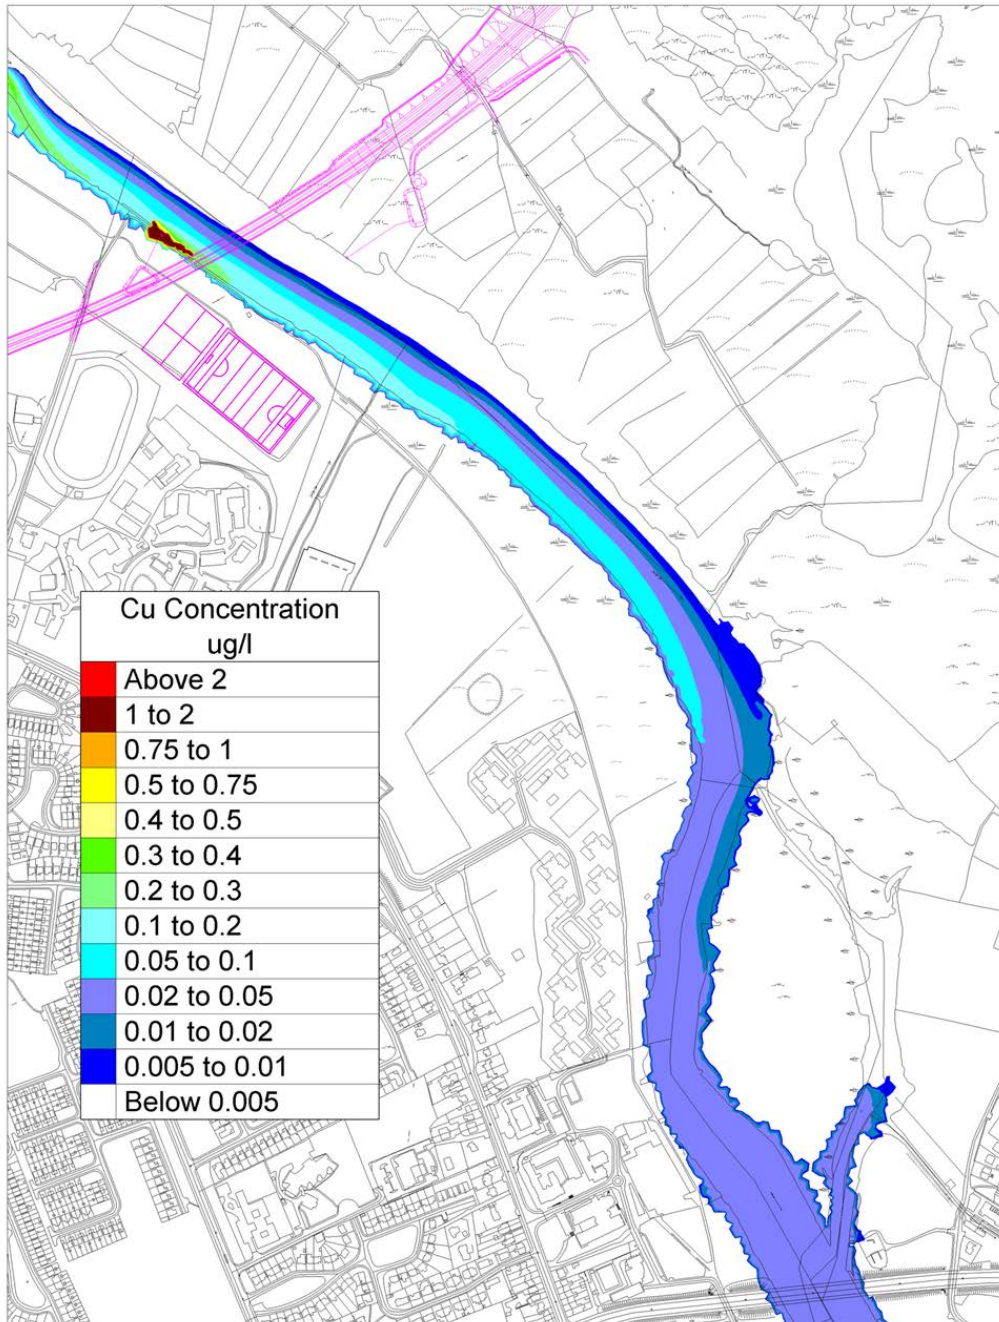 Cu Concentration
ug/l
Above 2
1 to 2
0.75 to 1
0.5 to 0.75
0.4 to 0.5
0.3 to 0.4
0.2 to 0.3
0.1 to 0.2
0.05 to 0.1
0.02 to 0.05
0.01 to 0.02
0.005 to 0.01
Below 0.005